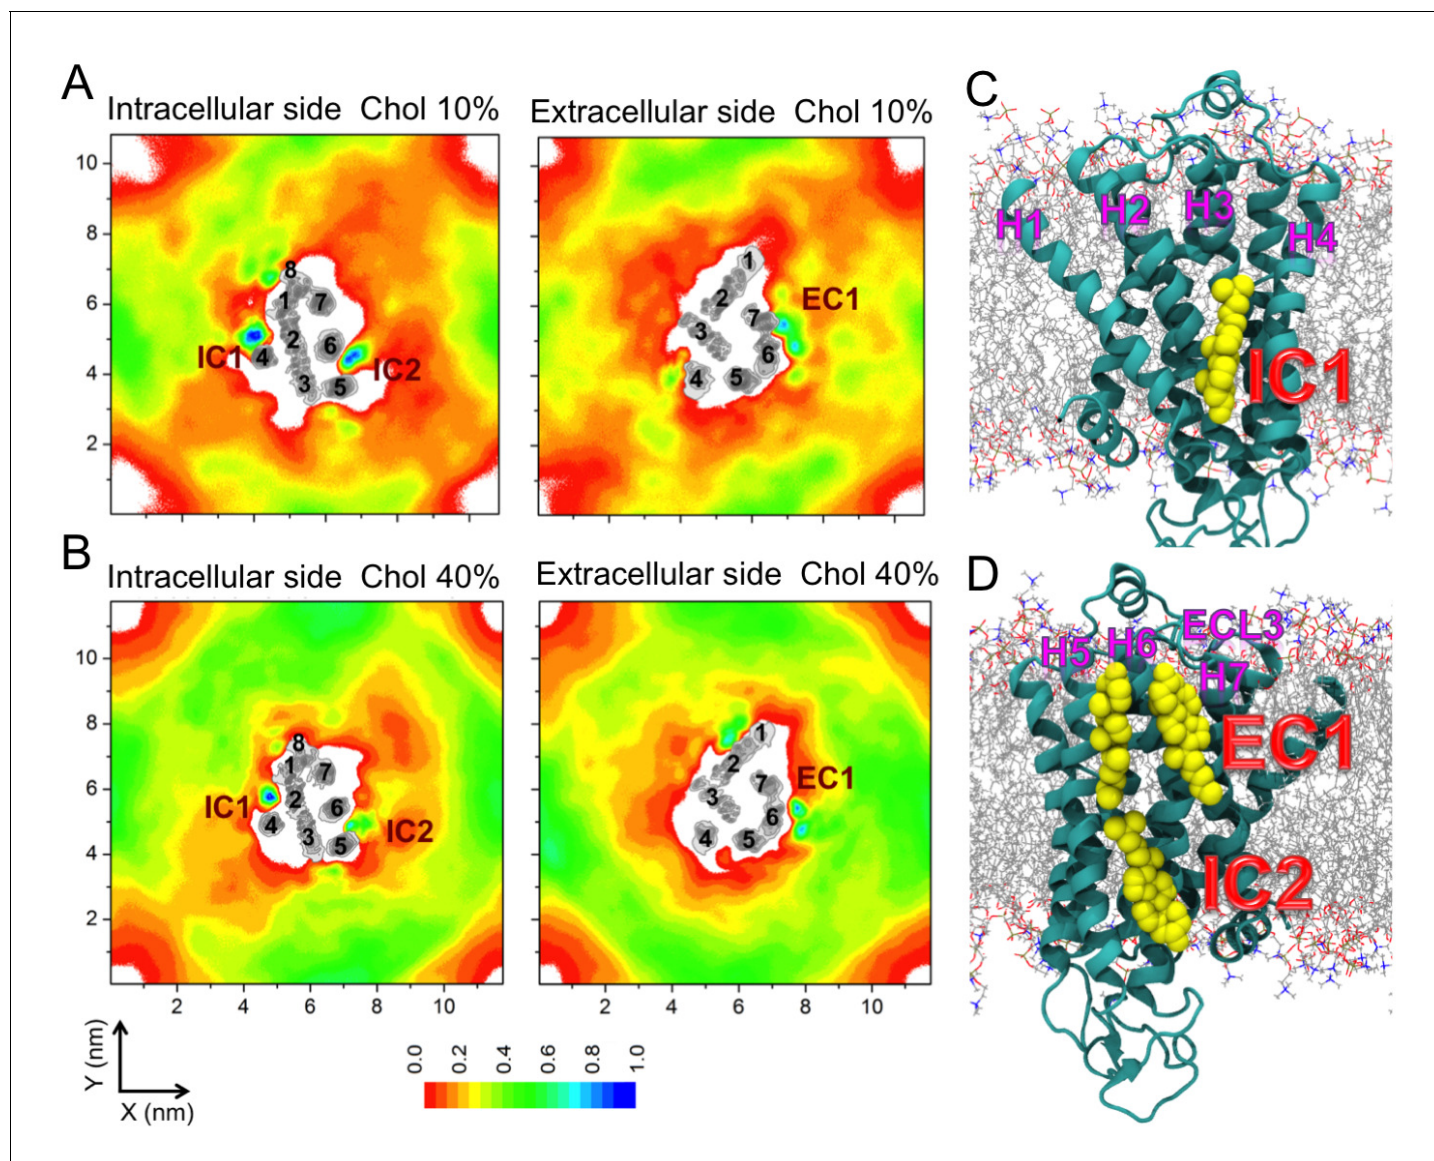 A
Intracellular side Chol 10%
Extracellular side Chol 10%
10
8
6
4
2
8
1
7
2
6
IC1
4
IC2
3
5
1
2
EC1
7
3
6
4
5
B
Intracellular side Chol 40%
Extracellular side Chol 40%
10
8
6
4
2
8
1
7
IC1
2
6
4
IC2
3
5
1
2
7
EC1
3
6
4
5
2 4 6 8 10
2 4 6 8 10
Y (nm)
X (nm)
0.0 0.2 0.4 0.6 0.8 1.0
C
H1 H2 H3 H4
IC1
D
H5 H6 ECL3
H7
EC1
IC2